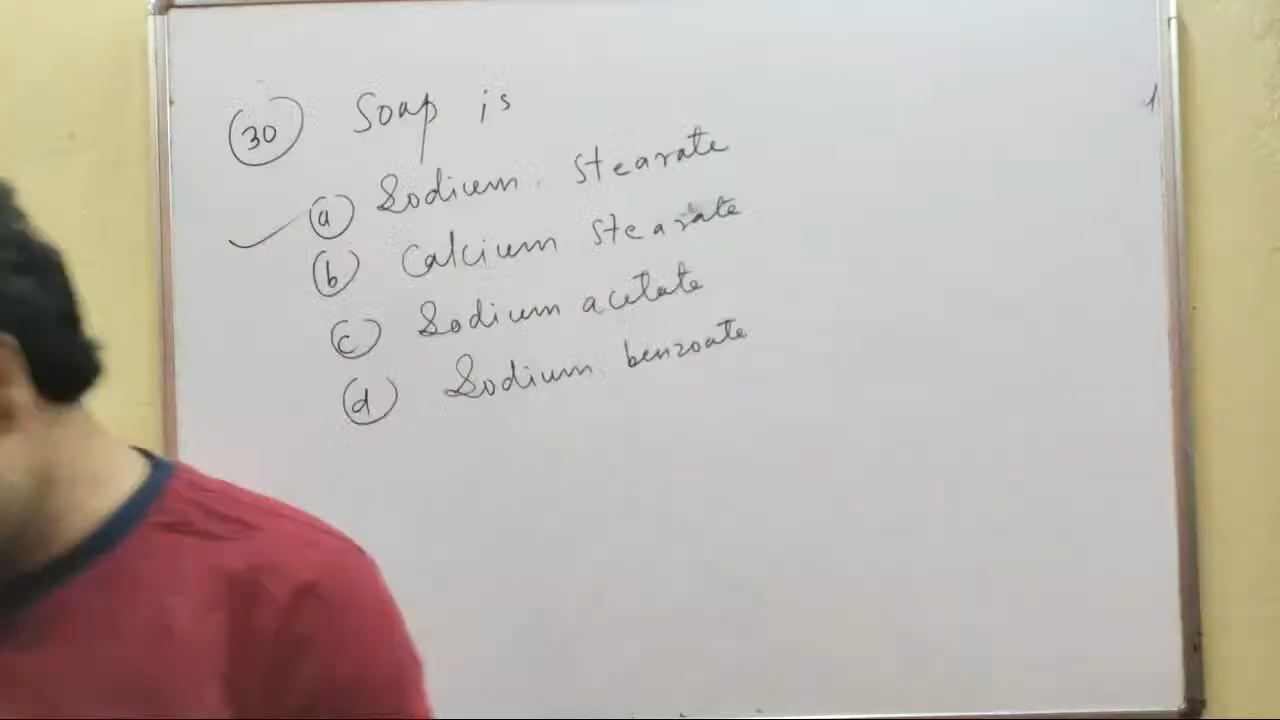 30 Soap is
a Sodium stearate
b Calcium stearate
c Sodium acetate
d Sodium benzoate